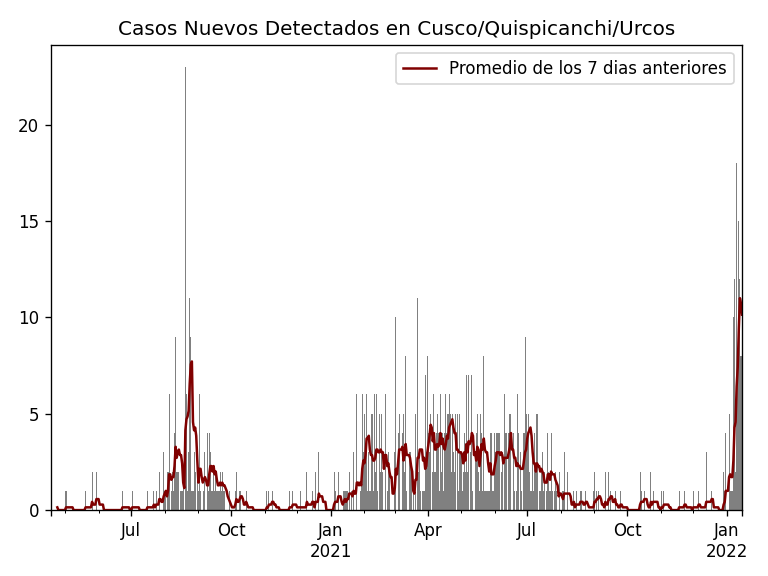 Casos Nuevos Detectados en Cusco/Quispicanchi/Urcos
Promedio de los 7 dias anteriores
20
15
10
5
0
Jul Oct Jan Apr Jul Oct Jan
2021 2022